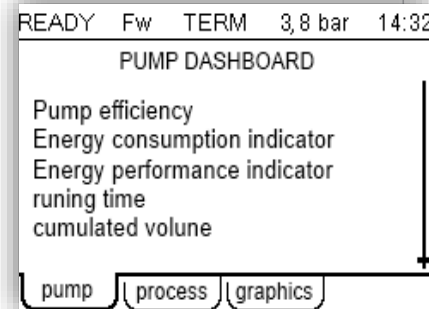 READY Fw TERM 3,8 bar 14:32
PUMP DASHBOARD
Pump efficiency
Energy consumption indicator
Energy performance indicator
runing time
cumulated volune
pump process graphics